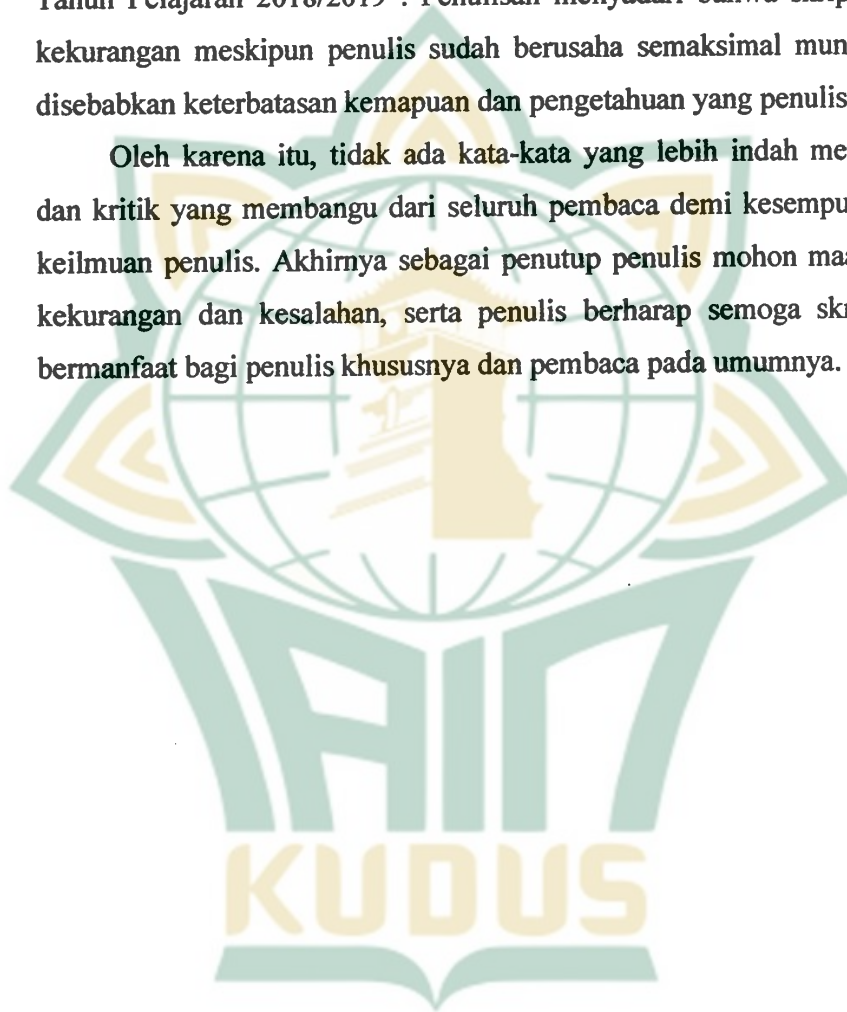 Tahun Pelajaran 2018/2019 . Penulisan menyadari bahwa
kekurangan meskipun penulis sudah berusaha semaksimal mun
disebabkan keterbatasan kemapuan dan pengetahuan yang penulis
Oleh karena itu, tidak ada kata-kata yang lebih indah me
dan kritik yang membangu dari seluruh pembaca demi kesempu
keilmuan penulis. Akhirnya sebagai penutup penulis mohon maa
kekurangan dan kesalahan, serta penulis berharap semoga skr
bermanfaat bagi penulis khususnya dan pembaca pada umumnya.
IAIN
KUDUS